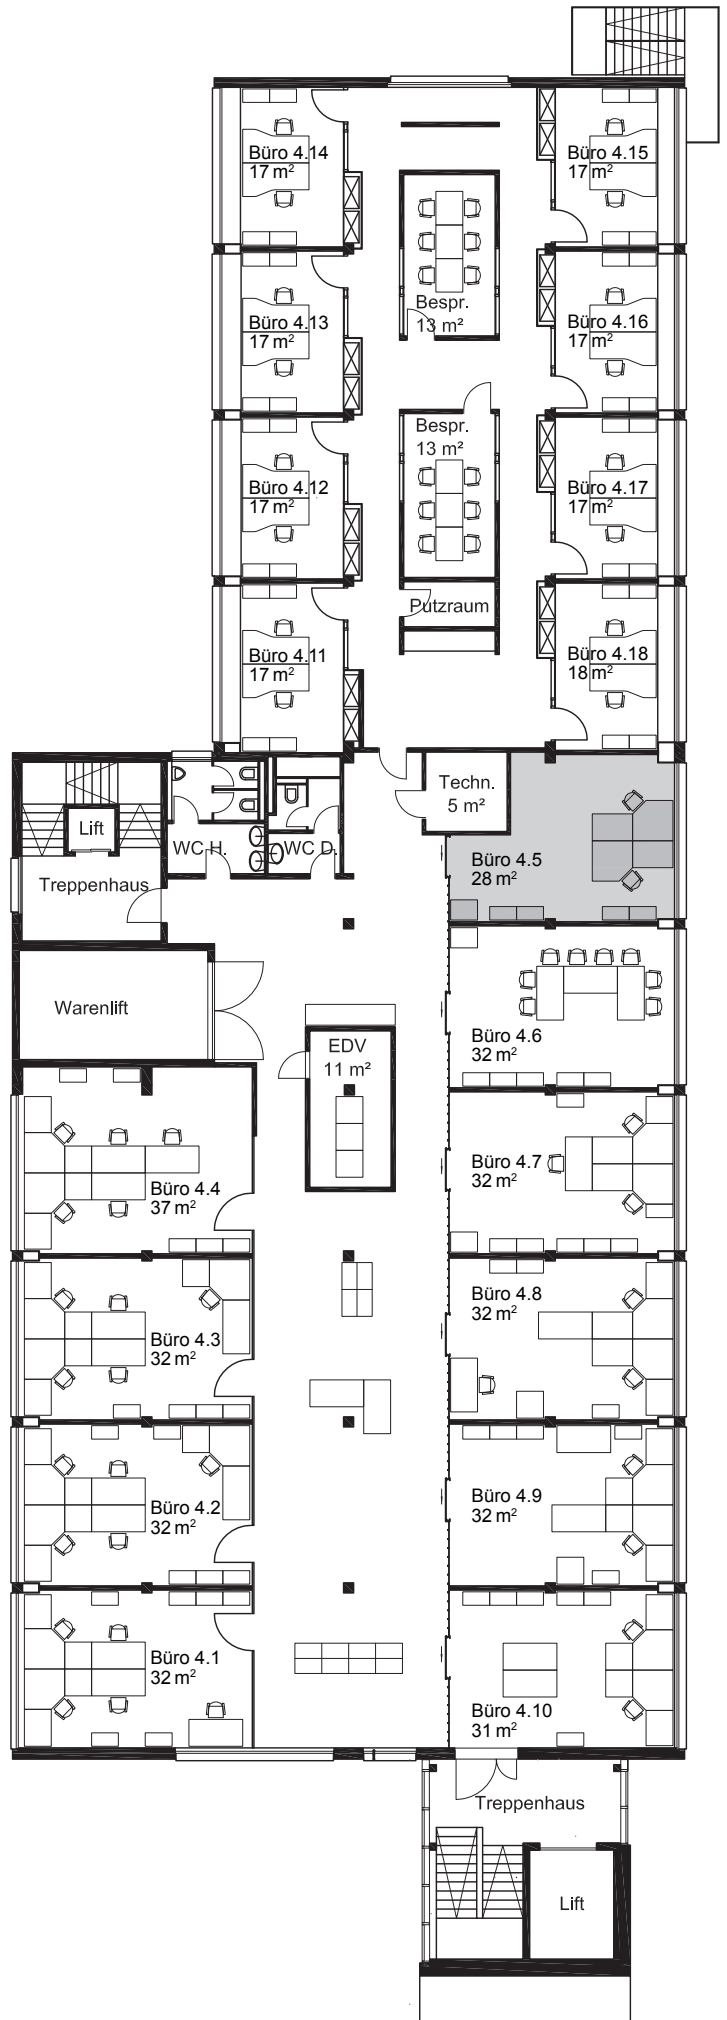 Büro 4.14
17 m²
Büro 4.15
17 m²
Bespr.
13 m²
Büro 4.13
17 m²
Büro 4.16
17 m²
Bespr.
13 m²
Büro 4.12
17 m²
Büro 4.17
17 m²
Putzraum
Büro 4.11
17 m²
Büro 4.18
18 m²
Techn.
5 m²
Lift
WC H.
WC D.
Treppenhaus
Büro 4.5
28 m²
Warenlift
Büro 4.6
32 m²
EDV
11 m²
Büro 4.7
32 m²
Büro 4.4
37 m²
Büro 4.8
32 m²
Büro 4.3
32 m²
Büro 4.9
32 m²
Büro 4.2
32 m²
Büro 4.1
32 m²
Büro 4.10
31 m²
Treppenhaus
Lift